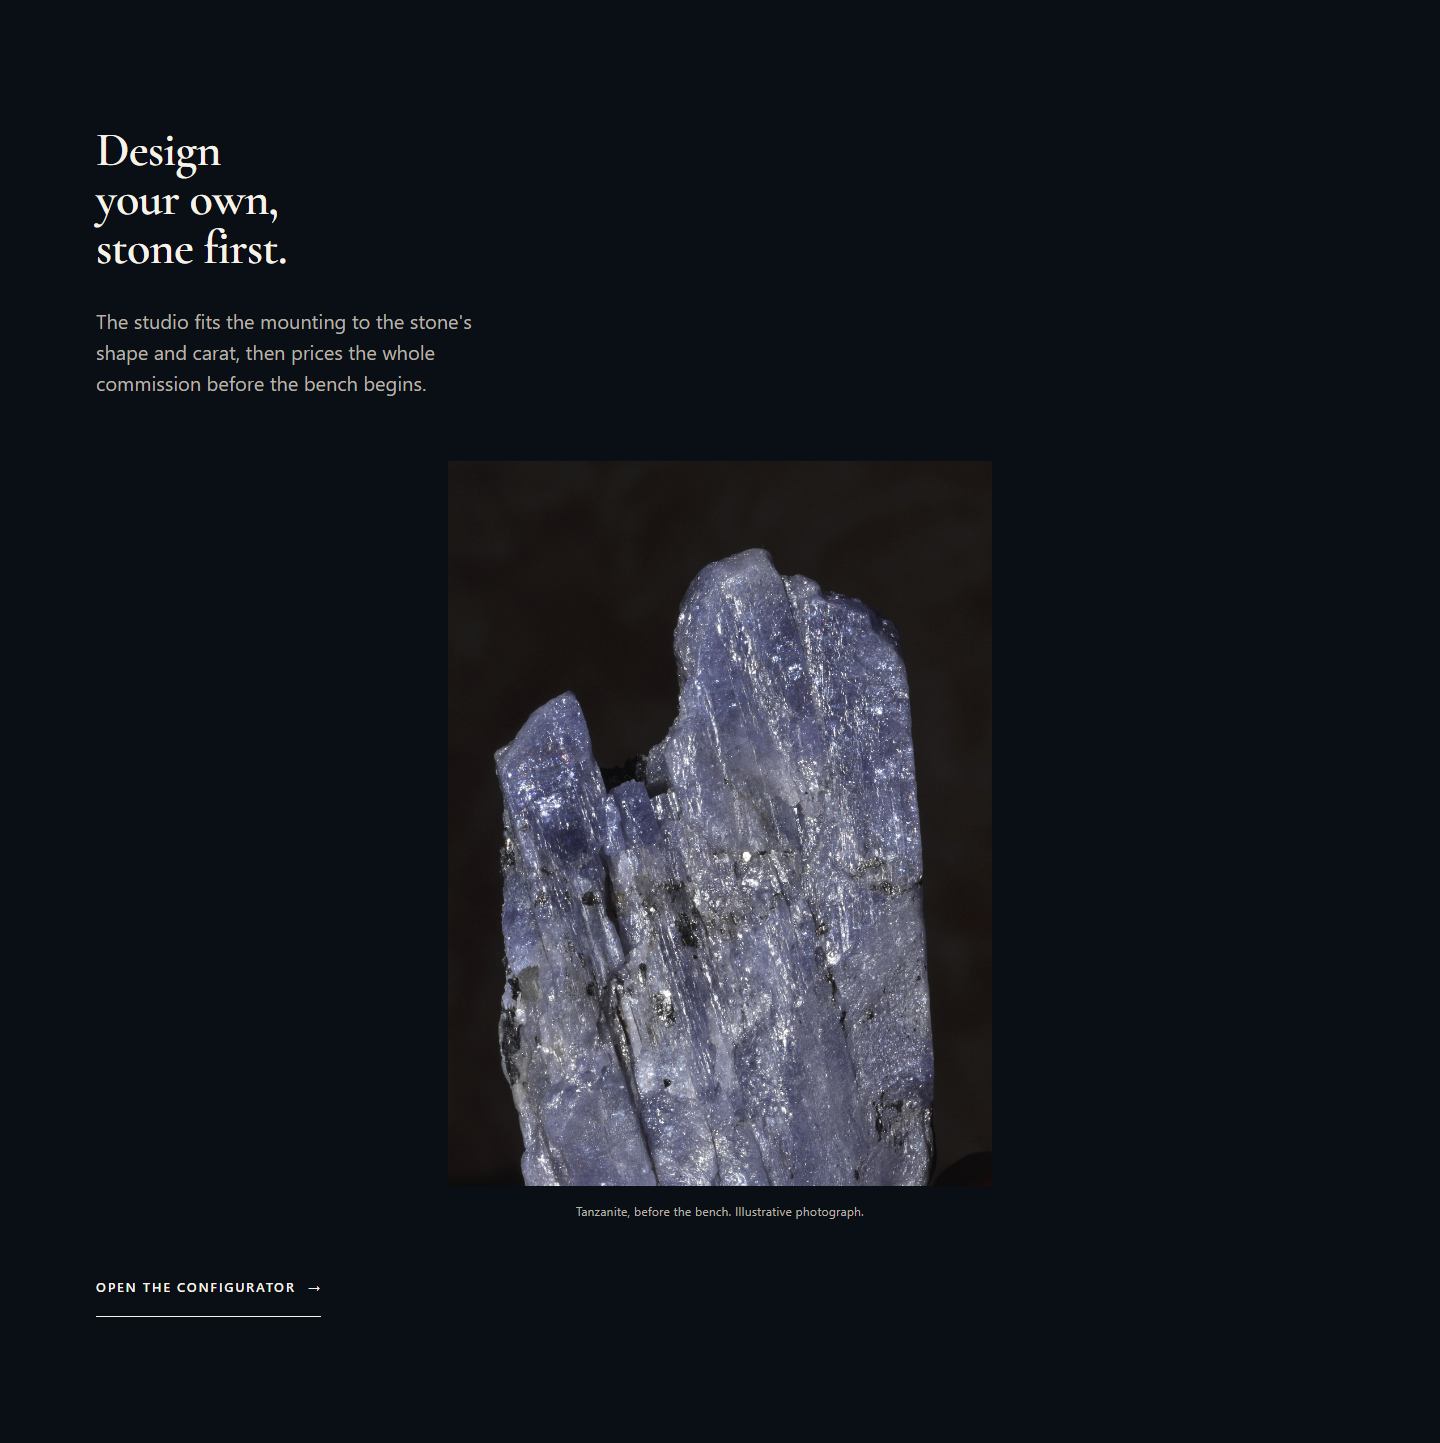 Design
your own,
stone first.
The studio fits the mounting to the stone's
shape and carat, then prices the whole
commission before the bench begins.
Tanzanite, before the bench. Illustrative photograph.
OPEN THE CONFIGURATOR →